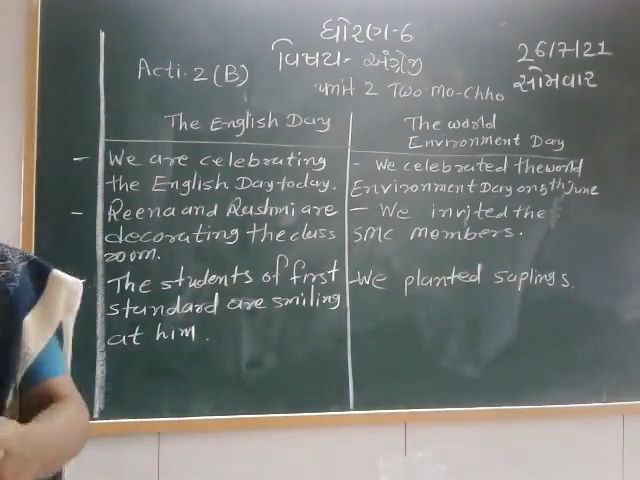 ધોરણ-6
વિષય- અંગ્રેજી
26/7/21
સોમવાર
Acti. 2 (B)
unit 2 Two-Mo-Chho
The English Day
- We are celebrating
the English Day today.
- Reena and Rashmi are
decorating the class
room.
- The students of first
standard are smiling
at him.
The world
Environment Day
- We celebrated the world
Environment Day on 5th June
- We invited the
SMC members.
- We planted saplings.